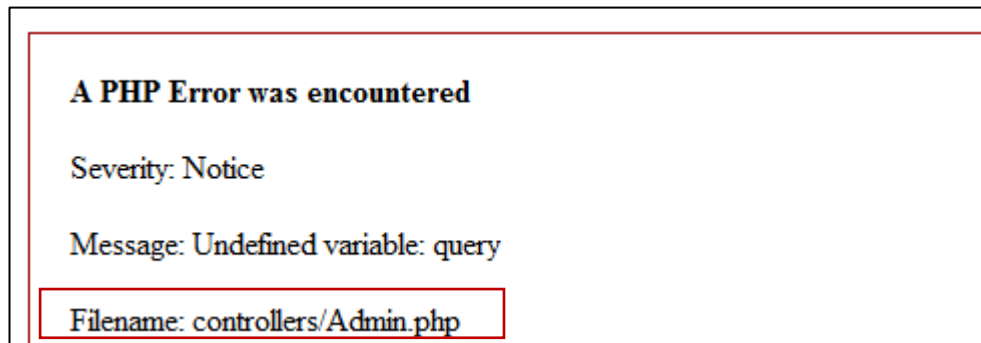 A PHP Error was encountered
Severity: Notice
Message: Undefined variable: query
Filename: controllers/Admin.php